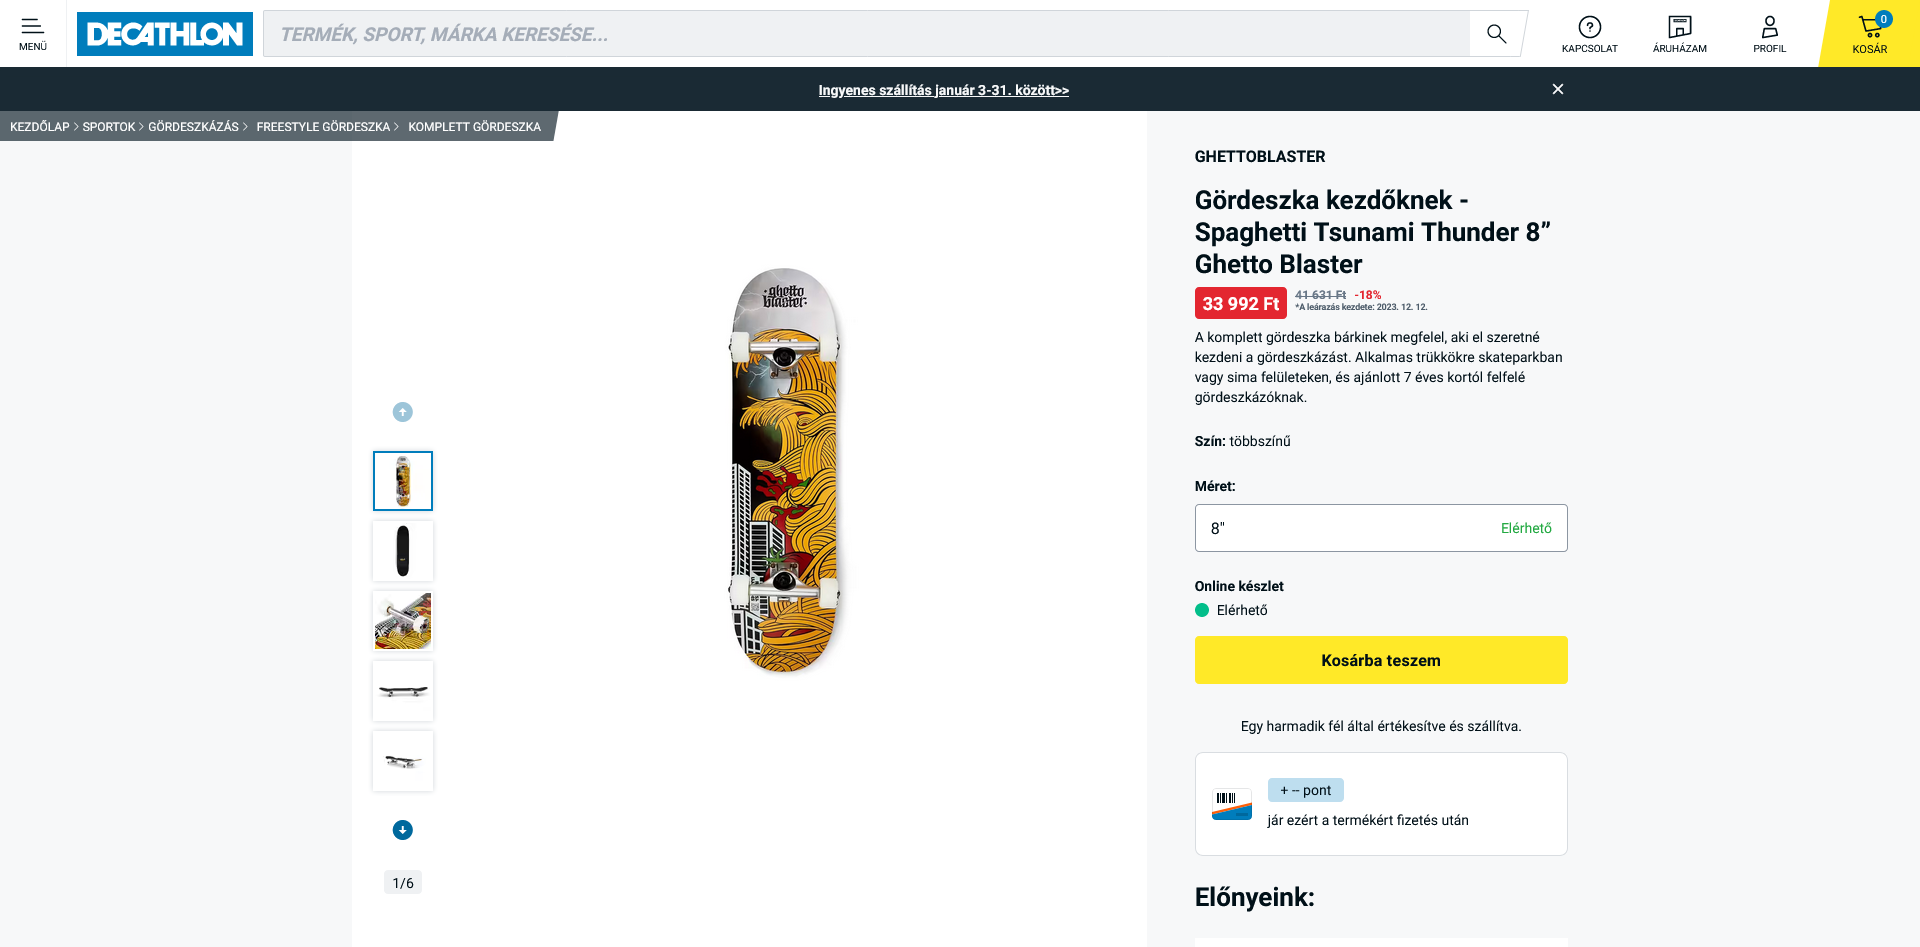 MENÜ
DECATHLON
TERMÉK, SPORT, MÁRKA KERESÉSE...
KAPCSOLAT
ÁRUHÁZAM
PROFIL
0
KOSÁR
Ingyenes szállítás január 3-31. között>>
KEZDŐLAP > SPORTOK > GÖRDESZKÁZÁS > FREESTYLE GÖRDESZKA > KOMPLETT GÖRDESZKA
ghetto
blaster
1/6
GHETTOBLASTER
Gördeszka kezdőknek -
Spaghetti Tsunami Thunder 8”
Ghetto Blaster
33 992 Ft
41 631 Ft -18%
*A leárazás kezdete: 2023. 12. 12.
A komplett gördeszka bárkinek megfelel, aki el szeretné
kezdeni a gördeszkázást. Alkalmas trükkökre skateparkban
vagy sima felületeken, és ajánlott 7 éves kortól felfelé
gördeszkázóknak.
Szín: többszínű
Méret:
8" Elérhető
Online készlet
Elérhető
Kosárba teszem
Egy harmadik fél által értékesítve és szállítva.
+ -- pont
jár ezért a termékért fizetés után
Előnyeink: